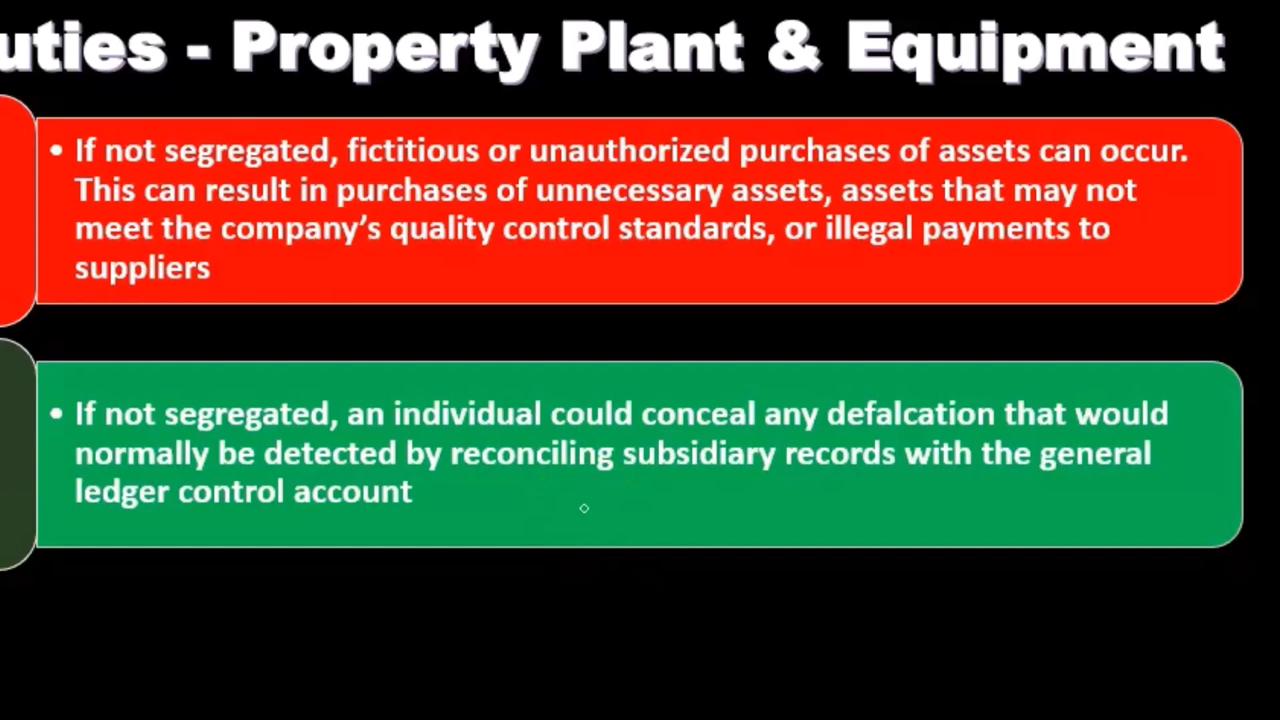 uties - Property Plant & Equipment
• If not segregated, fictitious or unauthorized purchases of assets can occur.
This can result in purchases of unnecessary assets, assets that may not
meet the company’s quality control standards, or illegal payments to
suppliers
• If not segregated, an individual could conceal any defalcation that would
normally be detected by reconciling subsidiary records with the general
ledger control account